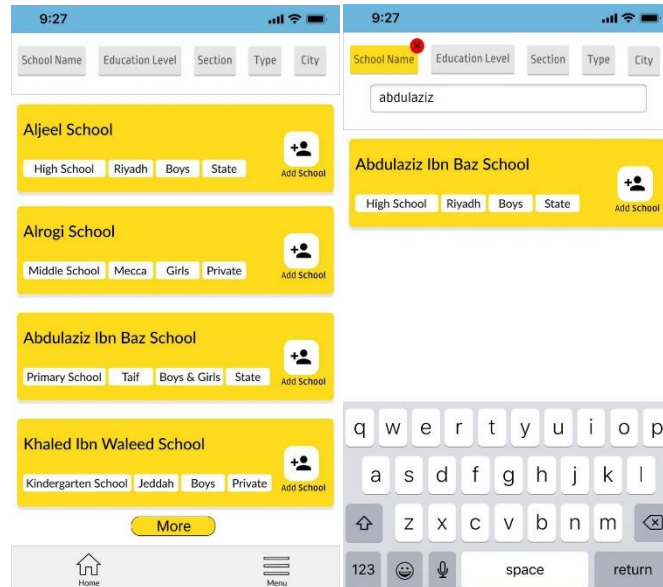 9:27
School Name Education Level Section Type City
Aljeel School
High School Riyadh Boys State
Add School
Alrogi School
Middle School Mecca Girls Private
Add School
Abdulaziz Ibn Baz School
Primary School Taif Boys & Girls State
Add School
Khaled Ibn Waleed School
Kindergarten School Jeddah Boys Private
Add School
More
Home Menu
9:27
School Name Education Level Section Type City
abdulaziz
Abdulaziz Ibn Baz School
High School Riyadh Boys State
Add School
q w e r t y u i o p
a s d f g h j k l
z x c v b n m
123 space return